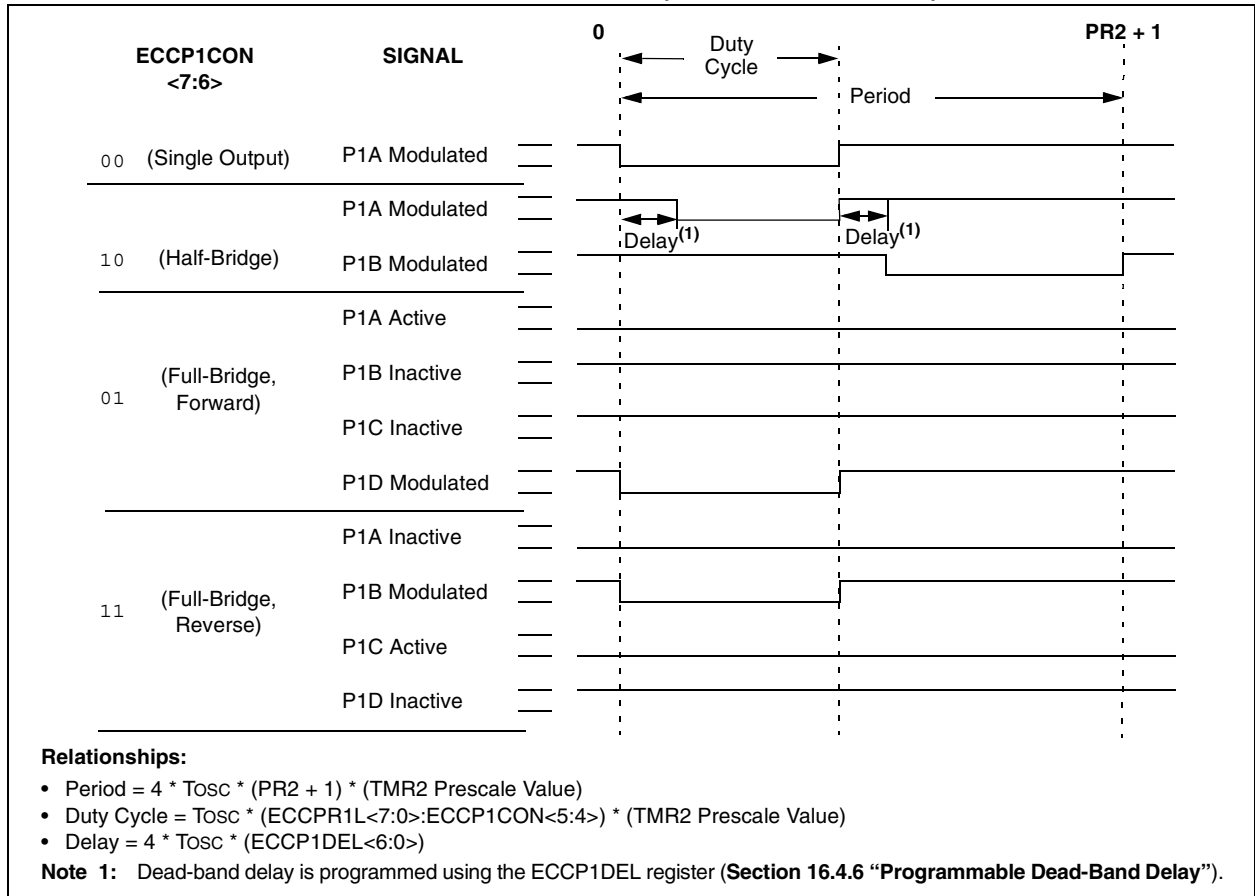 0
PR2 + 1
ECCP1CON
<7:6>
SIGNAL
Duty
Cycle
Period
00 (Single Output) P1A Modulated
P1A Modulated
Delay(1) Delay(1)
10 (Half-Bridge) P1B Modulated
P1A Active
01 (Full-Bridge,
Forward)
P1B Inactive
P1C Inactive
P1D Modulated
P1A Inactive
11 (Full-Bridge,
Reverse)
P1B Modulated
P1C Active
P1D Inactive
Relationships:
• Period = 4 * TOSC * (PR2 + 1) * (TMR2 Prescale Value)
• Duty Cycle = TOSC * (ECCPR1L<7:0>:ECCP1CON<5:4>) * (TMR2 Prescale Value)
• Delay = 4 * TOSC * (ECCP1DEL<6:0>)
Note 1: Dead-band delay is programmed using the ECCP1DEL register (Section 16.4.6 “Programmable Dead-Band Delay”).